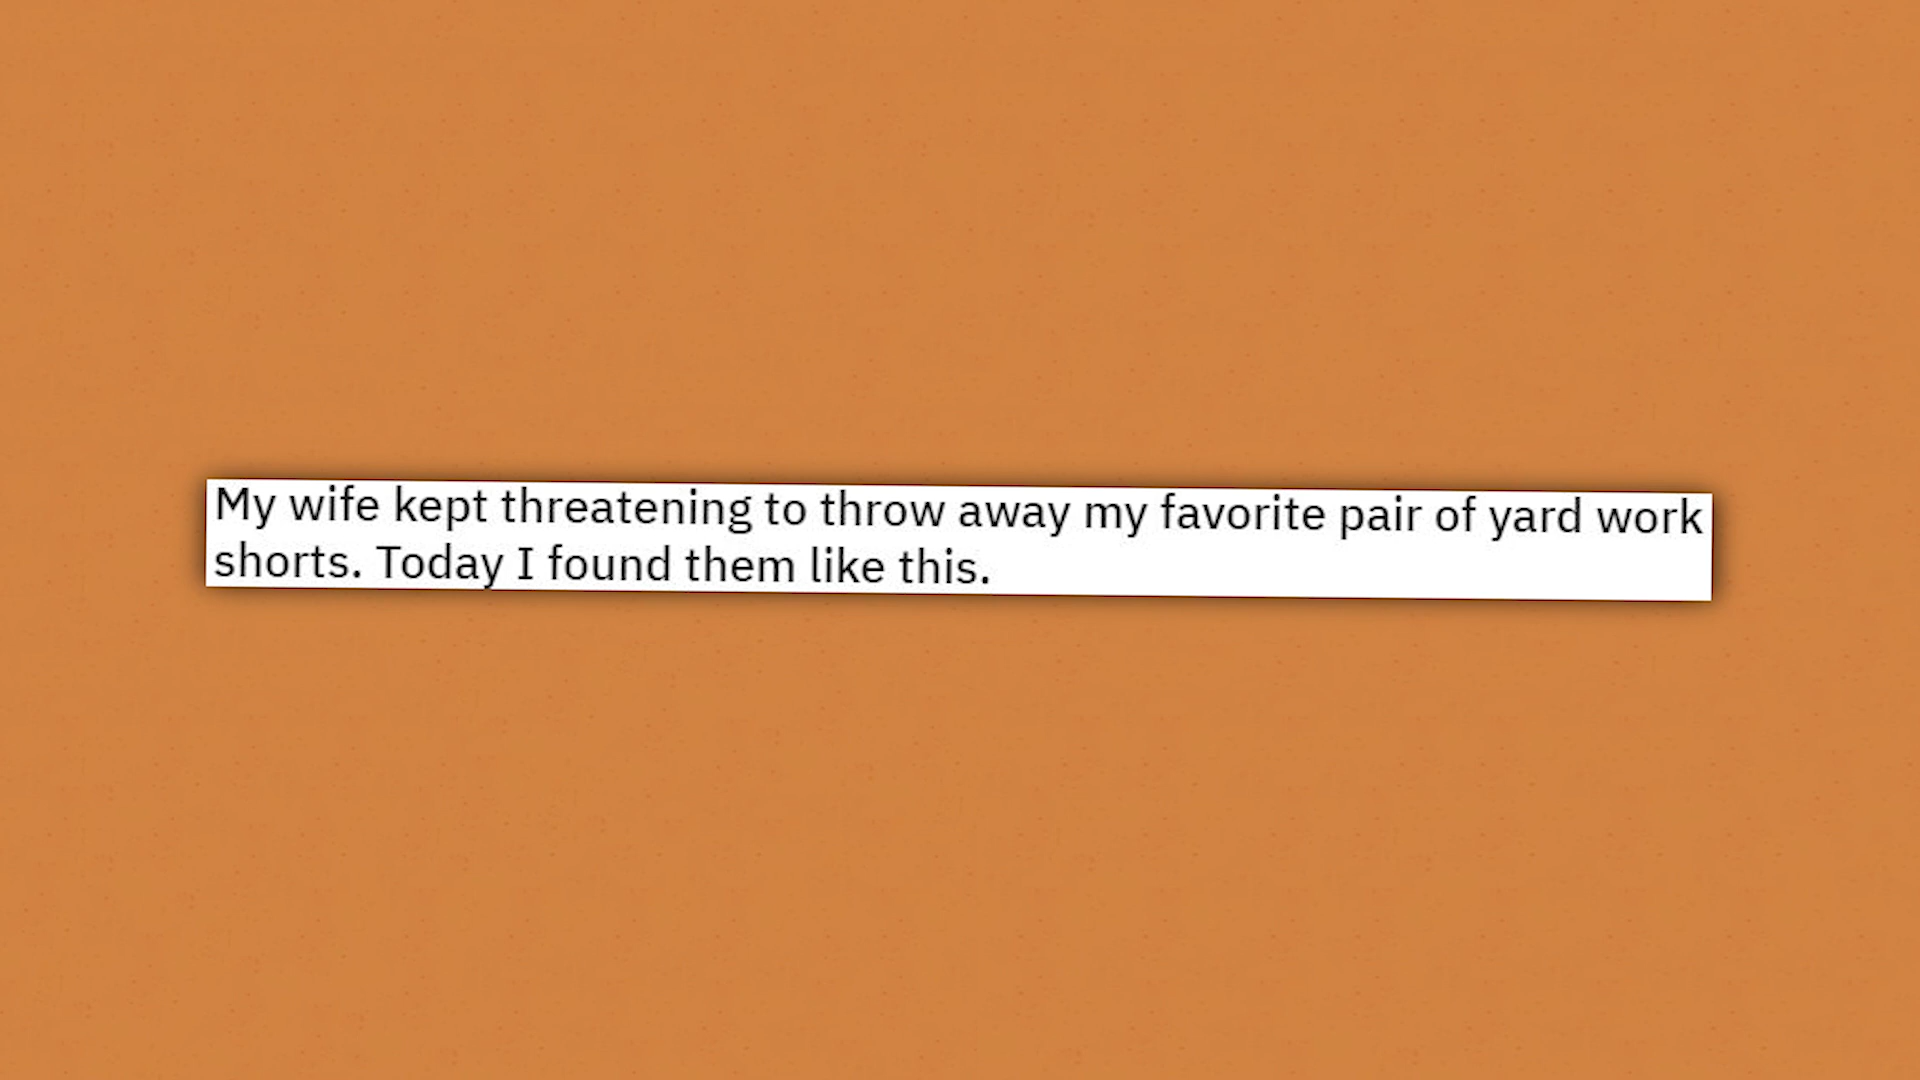 My wife kept threatening to throw away my favorite pair of yard work
shorts. Today I found them like this.